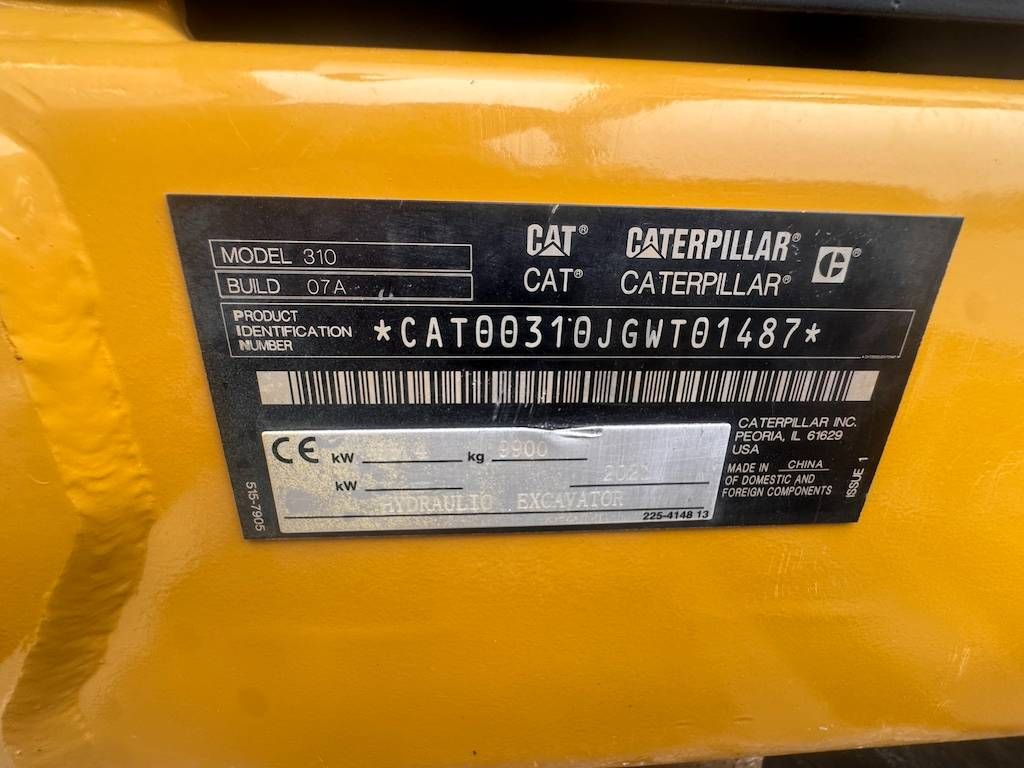 MODEL 310
BUILD 07A
CAT® CATERPILLAR® C®
CAT® CATERPILLAR®
PRODUCT
IDENTIFICATION
NUMBER
*CAT00310JGWT01487*
CATERPILLAR INC.
PEORIA, IL 61629
USA
MADE IN CHINA
OF DOMESTIC AND
FOREIGN COMPONENTS
ISSUE 1
515-7905
CE kW kg 9900
kW
HYDRAULIC EXCAVATOR
225-4148 13